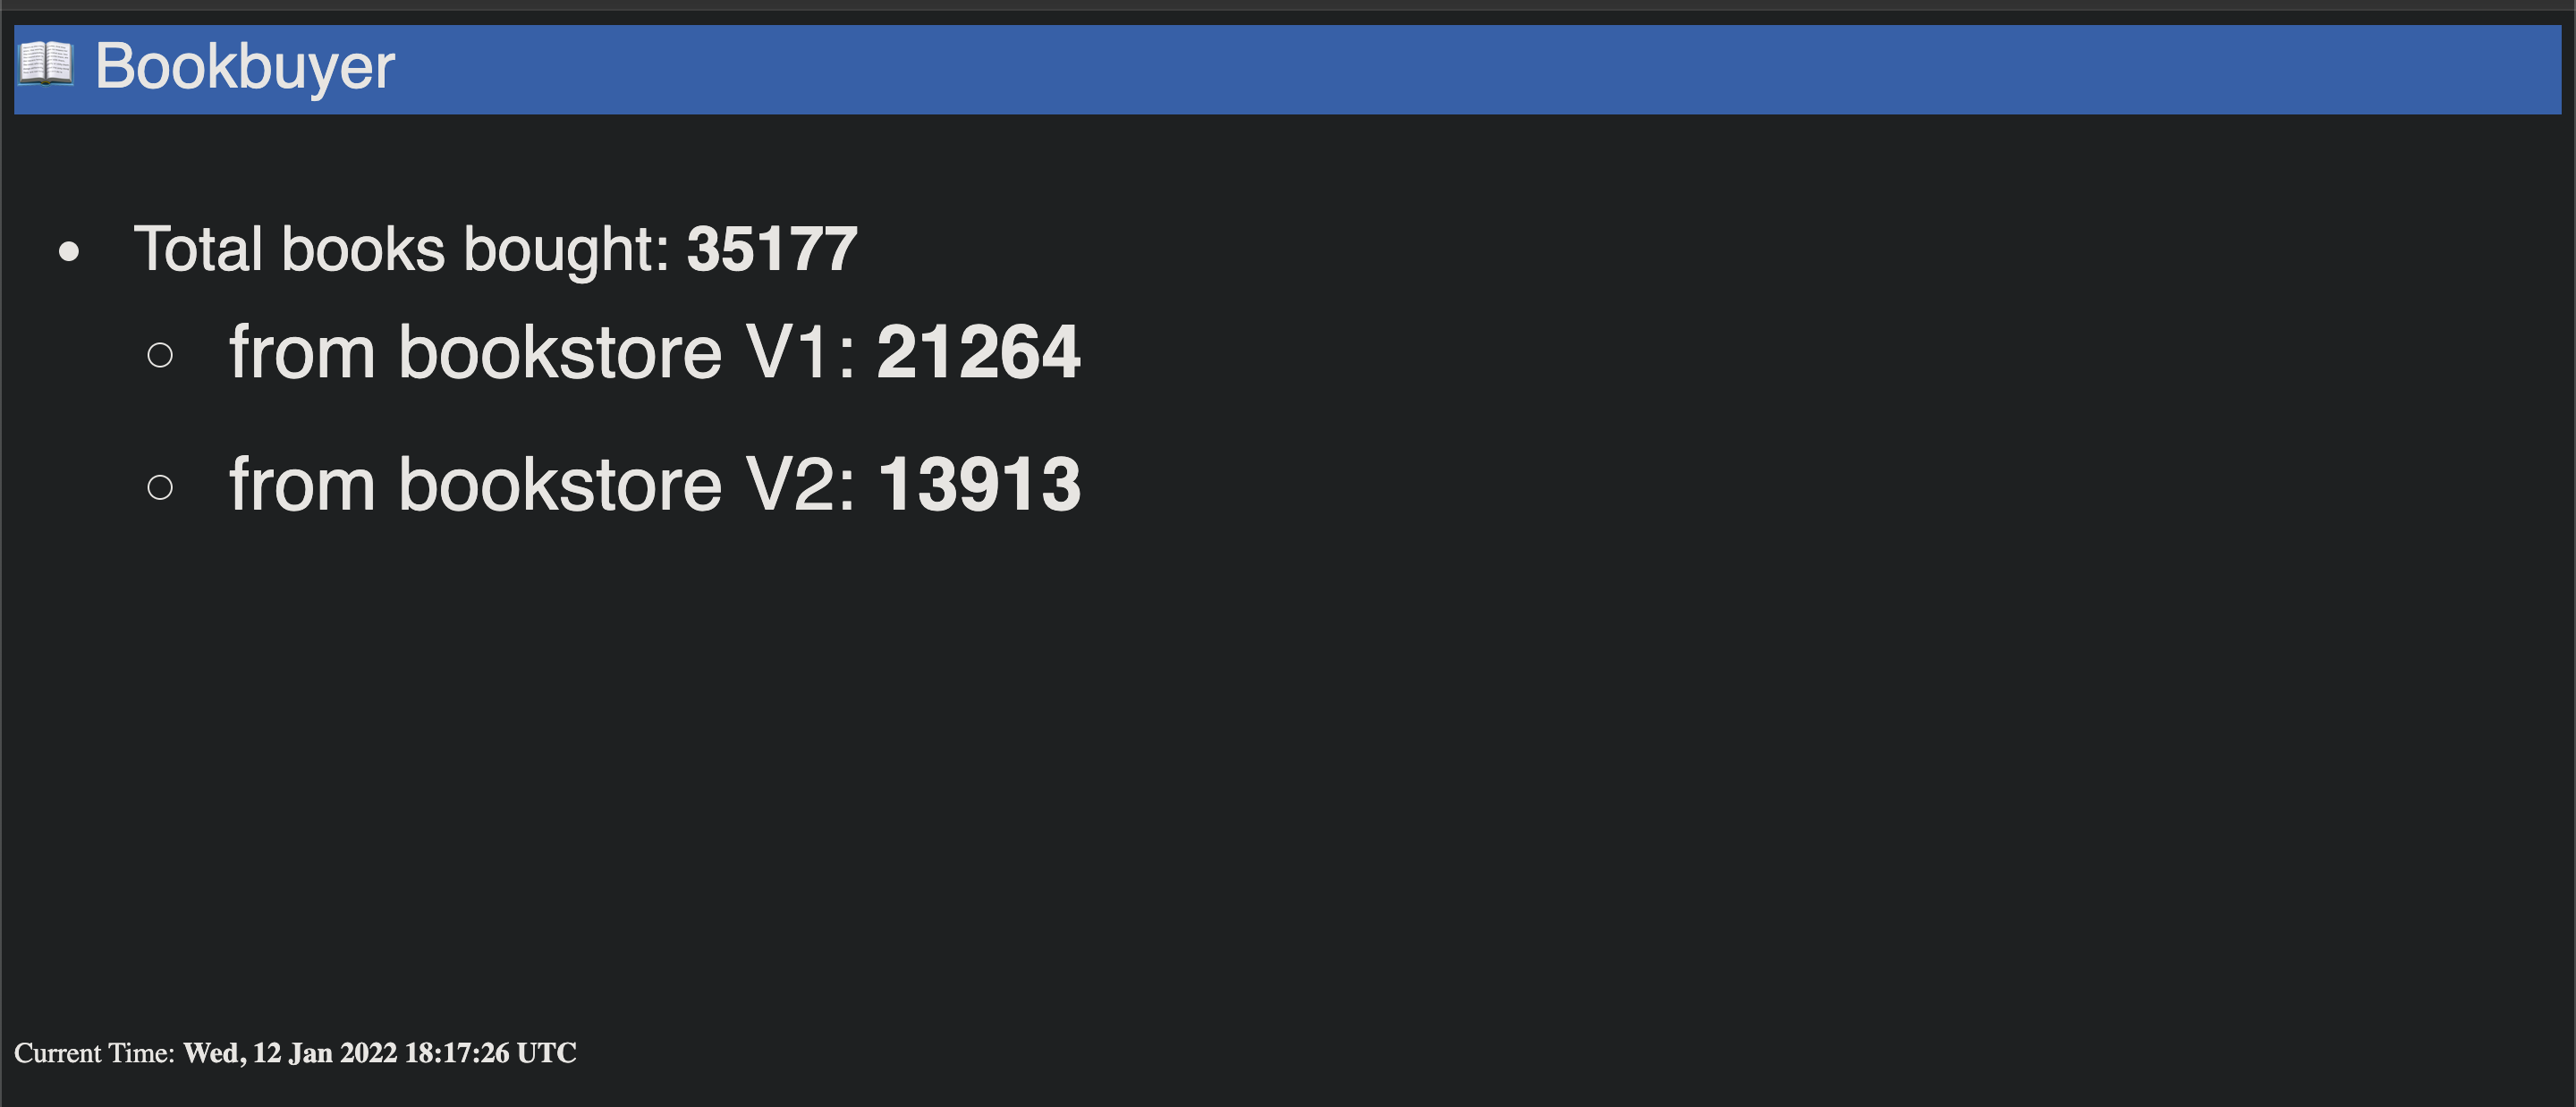 Bookbuyer
Total books bought: 35177
from bookstore V1: 21264
from bookstore V2: 13913
Current Time: Wed, 12 Jan 2022 18:17:26 UTC